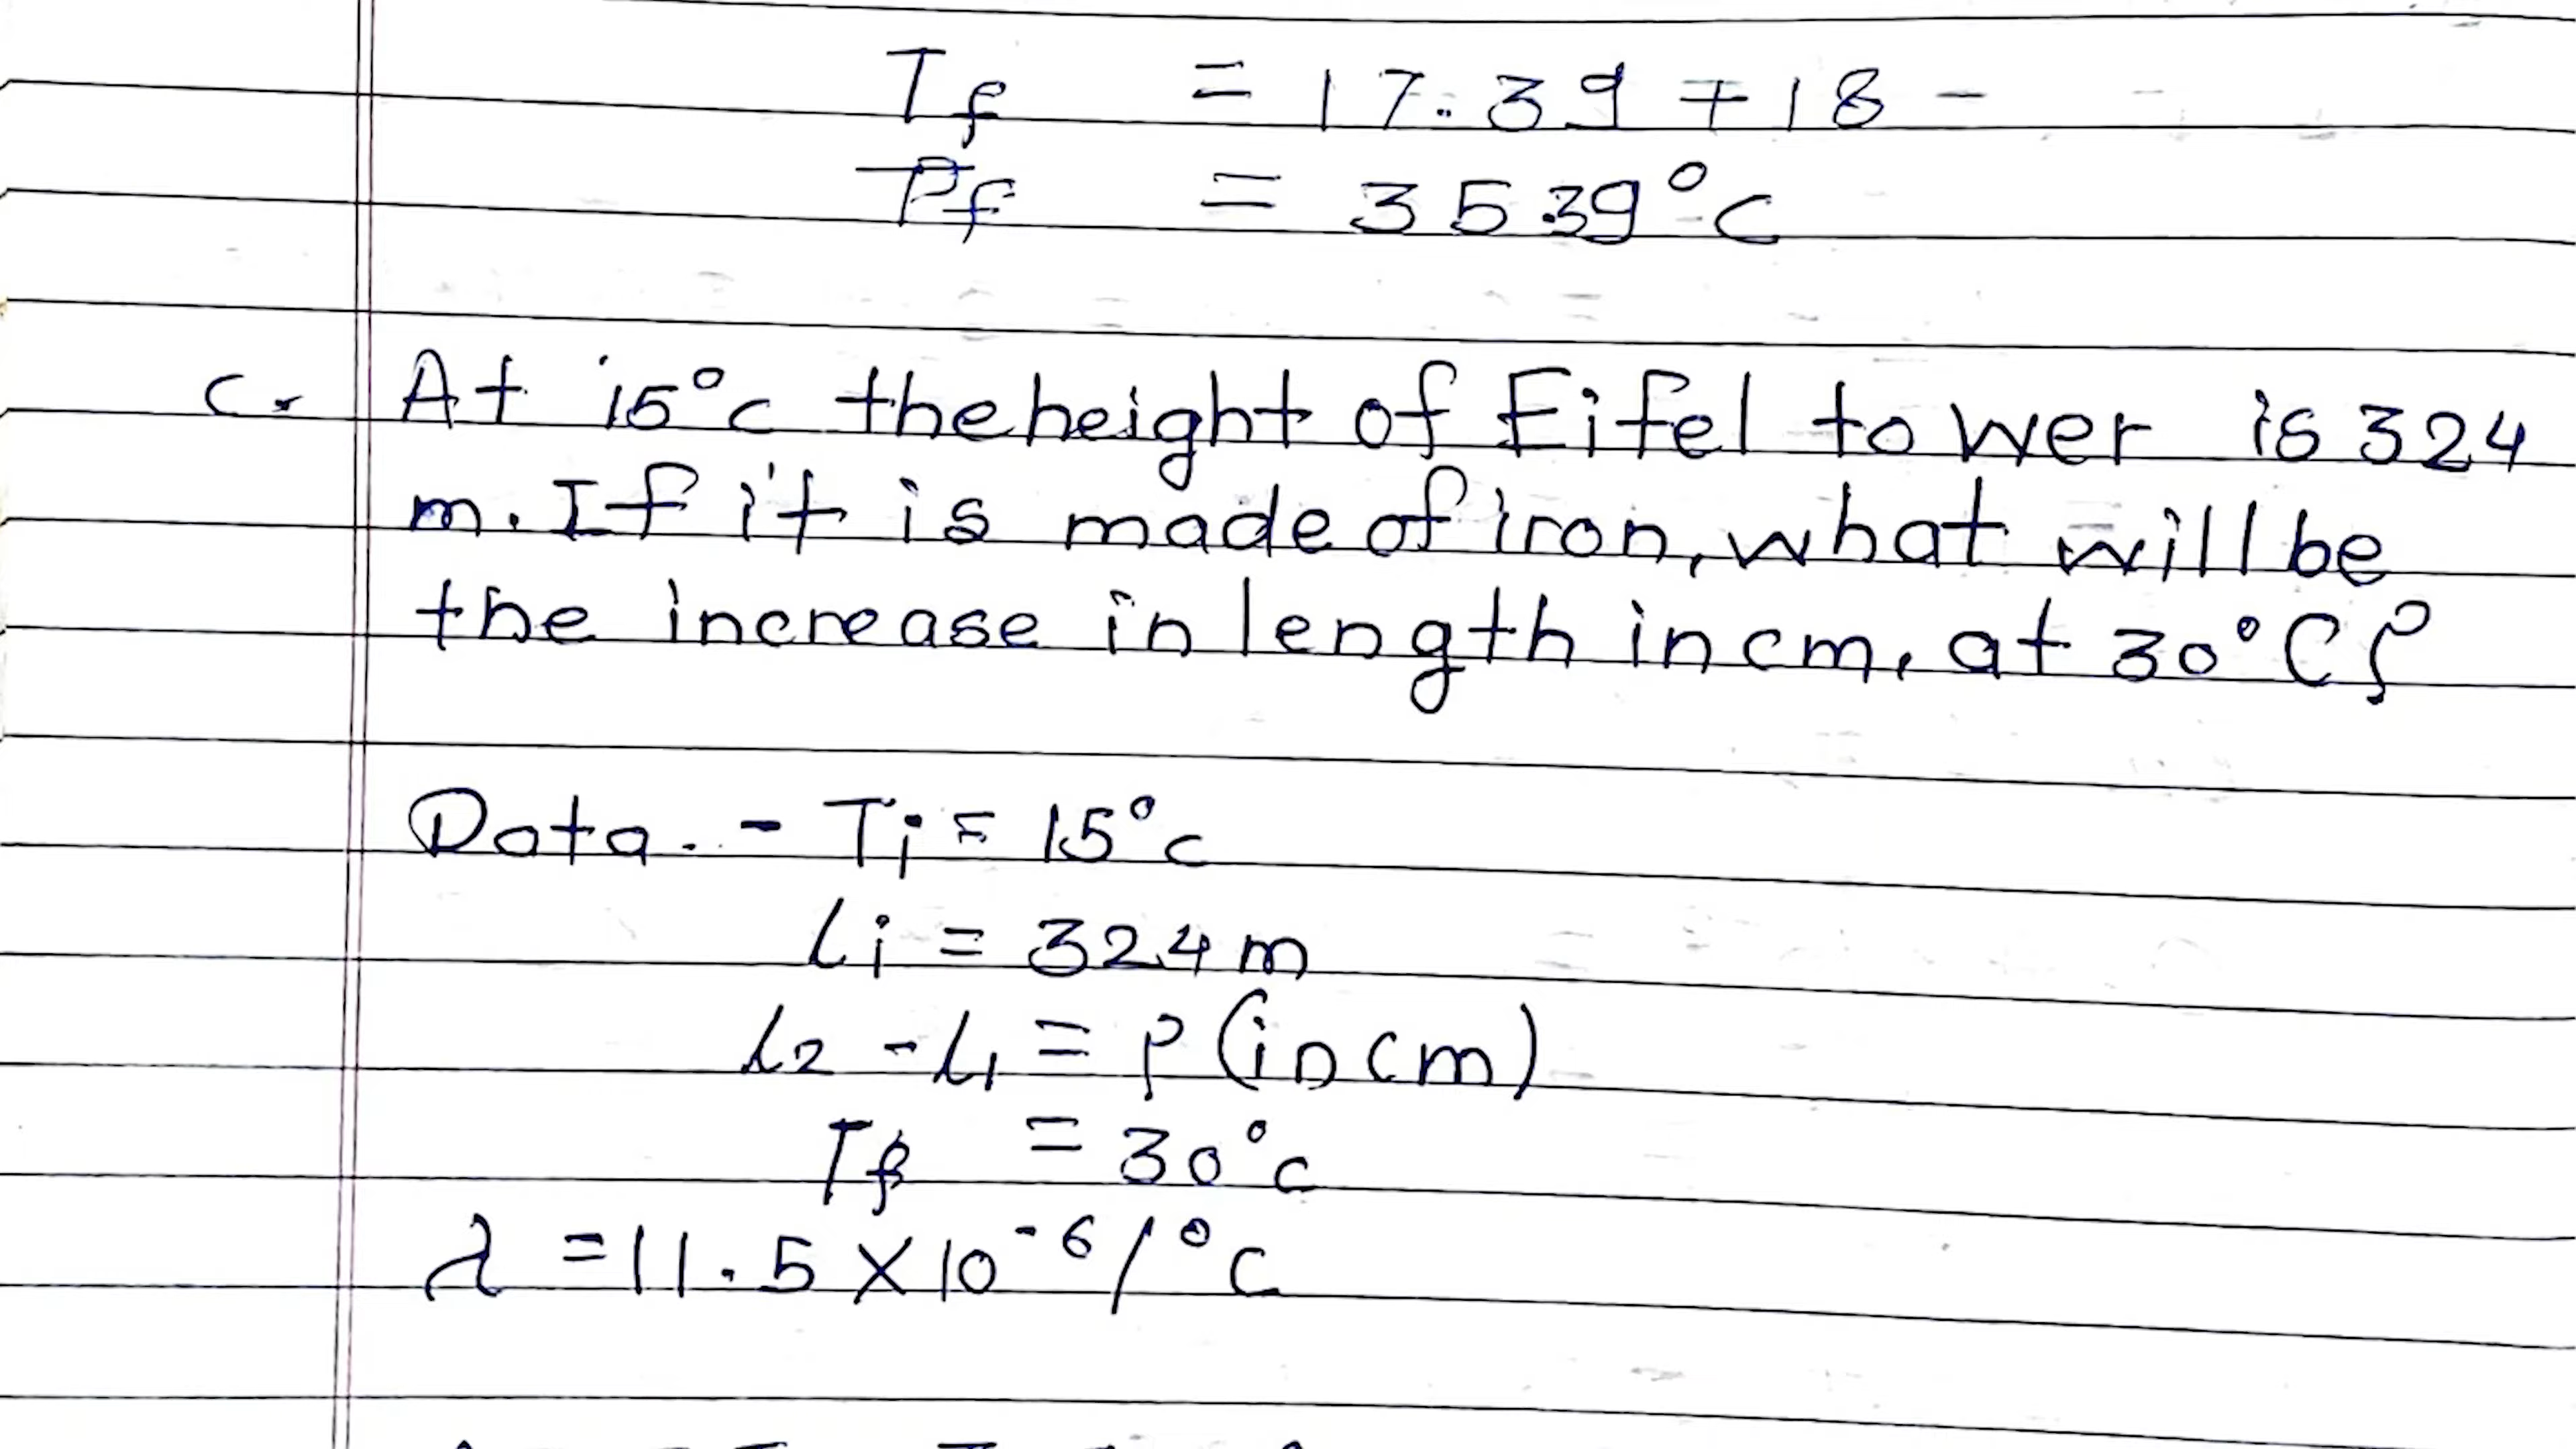 Tf = 17.39 + 18
Tf = 35.39°C
C. At 15°C the height of Eifel tower is 324
m. If it is made of iron, what will be
the increase in length in cm, at 30°C?
Data. - Ti = 15°C
Li = 324 m
L2 - L1 = ? (in cm)
Tf = 30°C
λ = 11.5 X 10⁻⁶/°C